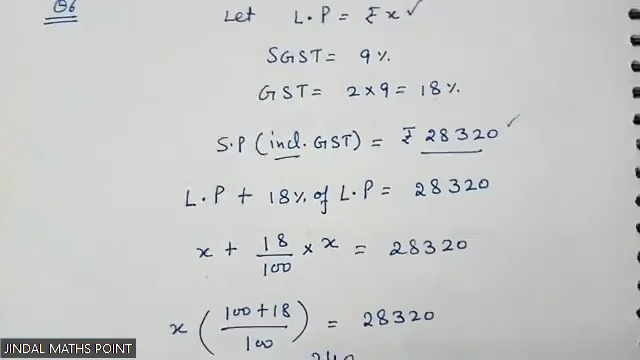 Q6
Let L.P = ₹ x ✓
SGST = 9 %
GST = 2 × 9 = 18 %.
S.P (incl. GST) = ₹ 28320 ✓
L.P + 18% of L.P = 28320
x + 18/100 × x = 28320
x ( 100 + 18 / 100 ) = 28320
240
JINDAL MATHS POINT